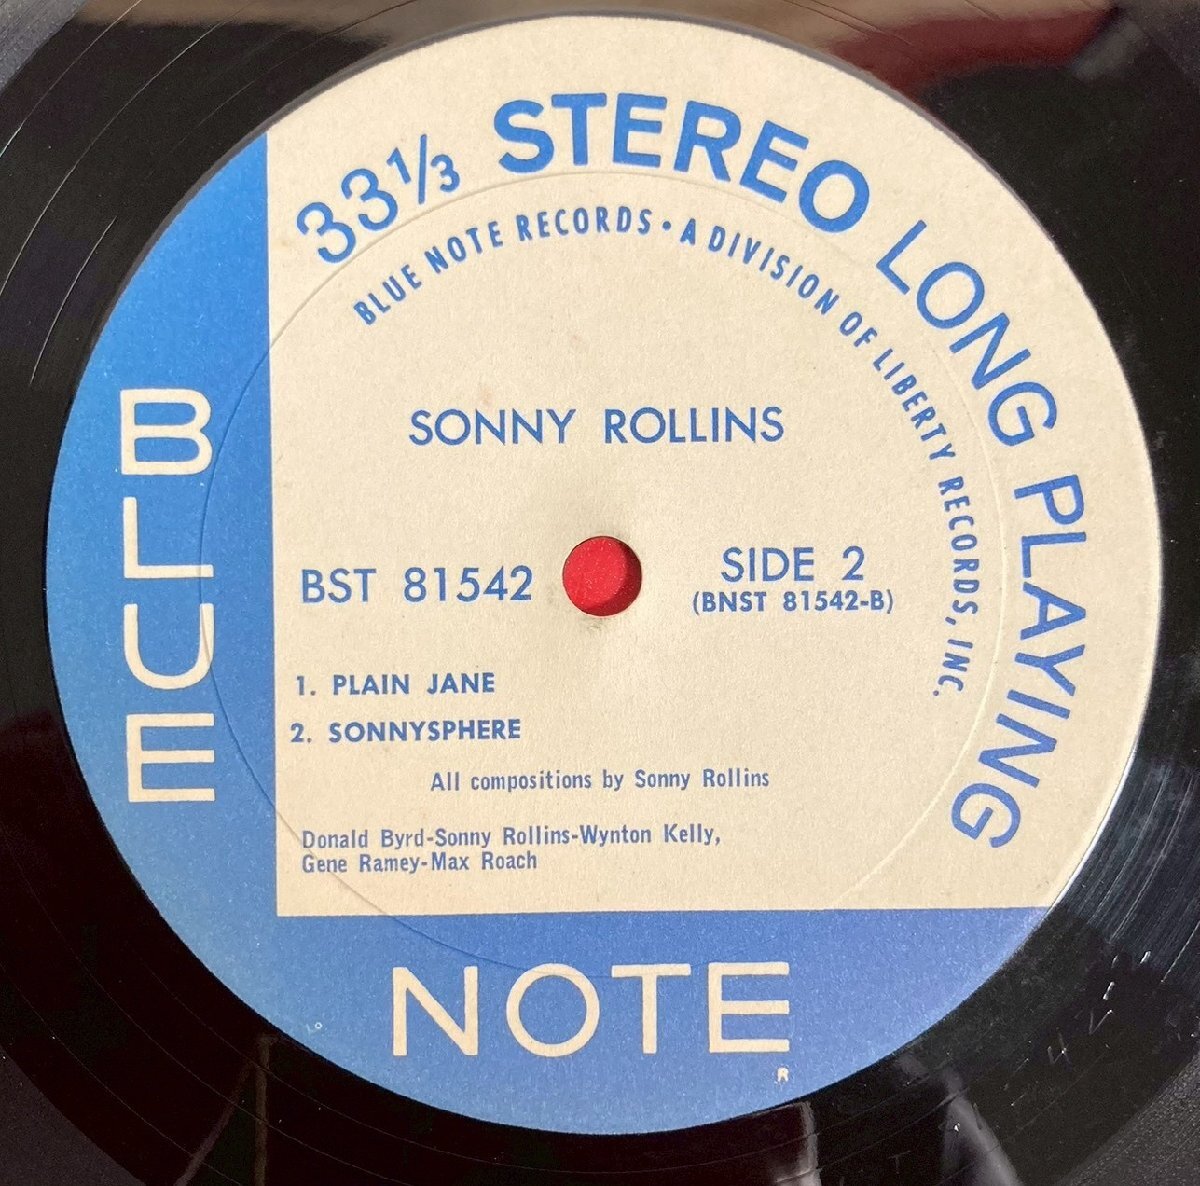 33⅓ STEREO LONG PLAYING
BLUE NOTE RECORDS • A DIVISION OF LIBERTY RECORDS, INC.
SONNY ROLLINS
BST 81542
SIDE 2
(BNST 81542-B)
1. PLAIN JANE
2. SONNYSPHERE
All compositions by Sonny Rollins
Donald Byrd-Sonny Rollins-Wynton Kelly,
Gene Ramey-Max Roach
BLUE
NOTE
R